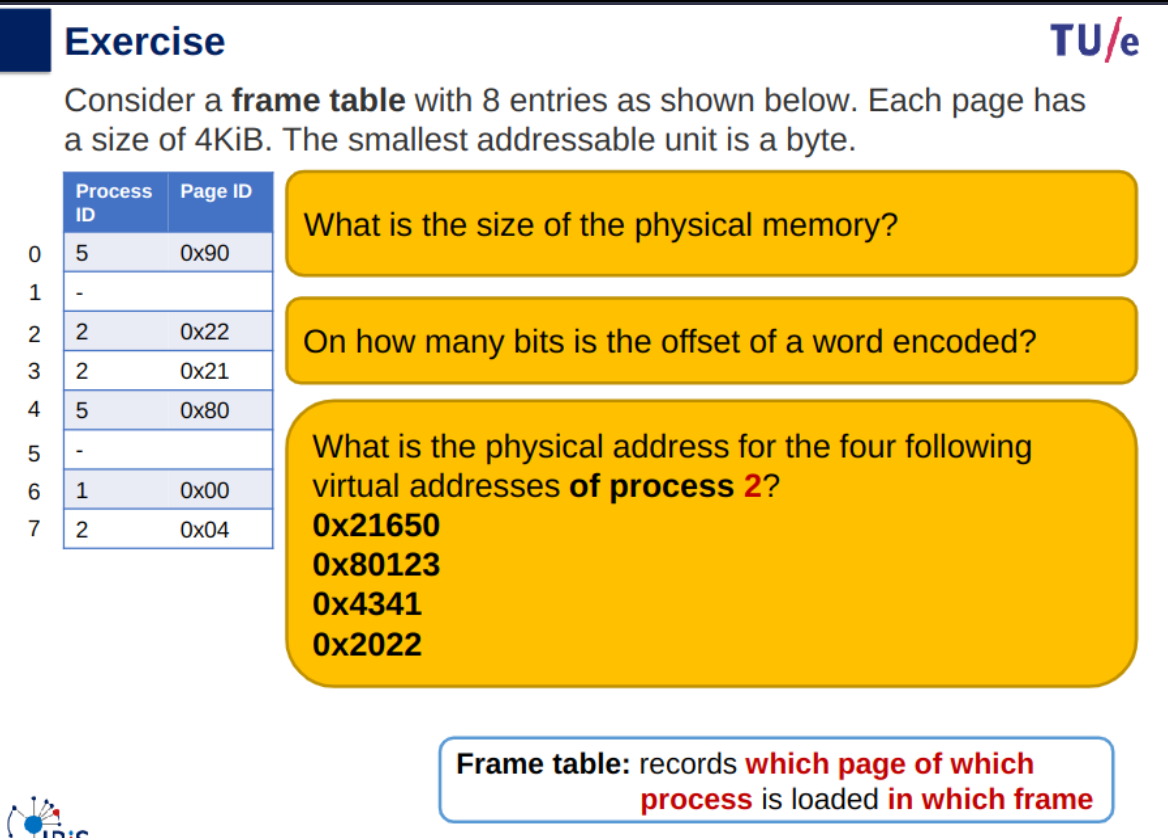 Exercise
TU/e
Consider a frame table with 8 entries as shown below. Each page has
a size of 4KiB. The smallest addressable unit is a byte.
Process ID Page ID
0 5 0x90
1 -
2 2 0x22
3 2 0x21
4 5 0x80
5 -
6 1 0x00
7 2 0x04
What is the size of the physical memory?
On how many bits is the offset of a word encoded?
What is the physical address for the four following
virtual addresses of process 2?
0x21650
0x80123
0x4341
0x2022
Frame table: records which page of which
process is loaded in which frame